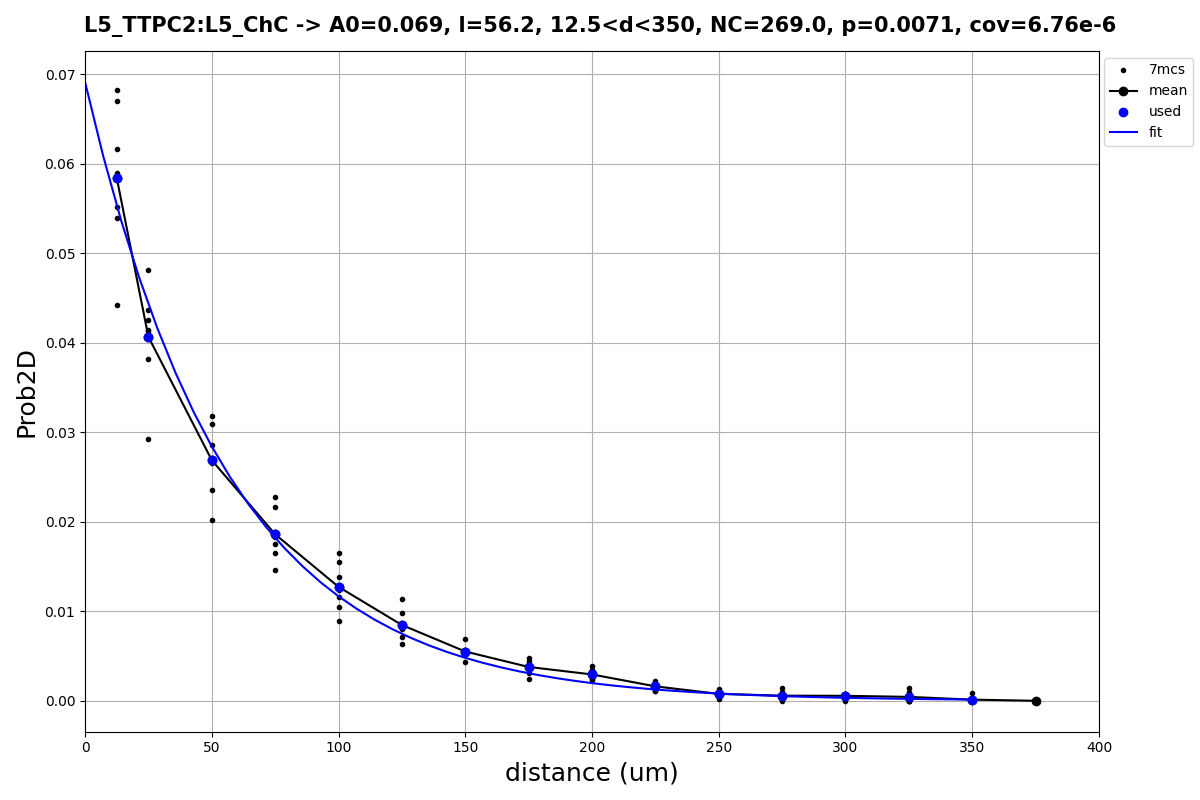 L5_TTPC2:L5_ChC -> A0=0.069, l=56.2, 12.5<d<350, NC=269.0, p=0.0071, cov=6.76e-6
7mcs
mean
used
fit
Prob2D
0.07
0.06
0.05
0.04
0.03
0.02
0.01
0.00
0 50 100 150 200 250 300 350 400
distance (um)